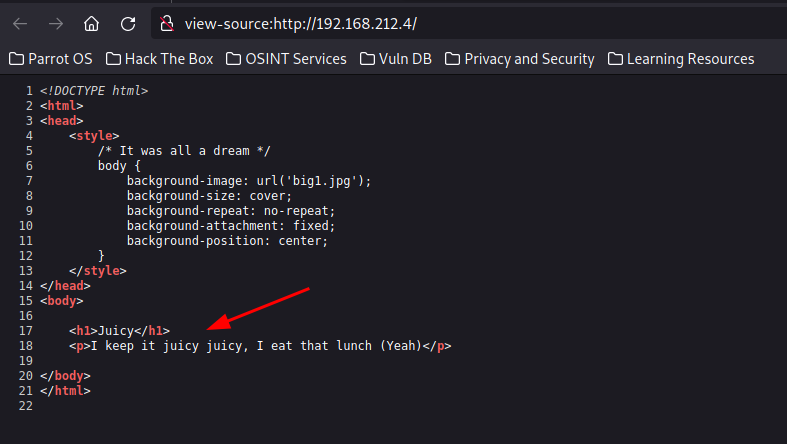 view-source:http://192.168.212.4/
Parrot OS Hack The Box OSINT Services Vuln DB Privacy and Security Learning Resources
1 <!DOCTYPE html>
2 <html>
3 <head>
4 <style>
5 /* It was all a dream */
6 body {
7 background-image: url('big1.jpg');
8 background-size: cover;
9 background-repeat: no-repeat;
10 background-attachment: fixed;
11 background-position: center;
12 }
13 </style>
14 </head>
15 <body>
16
17 <h1>Juicy</h1>
18 <p>I keep it juicy juicy, I eat that lunch (Yeah)</p>
19
20 </body>
21 </html>
22